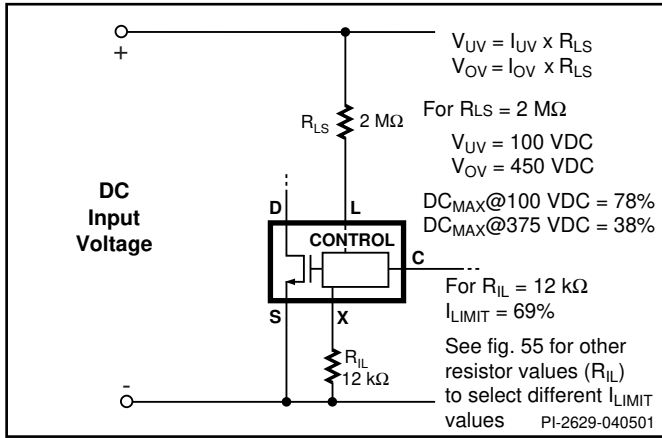 +
V_UV = I_UV x R_LS
V_OV = I_OV x R_LS
For R_LS = 2 MΩ
R_LS 2 MΩ
V_UV = 100 VDC
V_OV = 450 VDC
DC
Input
Voltage
DC_MAX@100 VDC = 78%
DC_MAX@375 VDC = 38%
D
L
CONTROL
C
For R_IL = 12 kΩ
I_LIMIT = 69%
S
X
R_IL
12 kΩ
See fig. 55 for other
resistor values (R_IL)
to select different I_LIMIT
values
-
PI-2629-040501